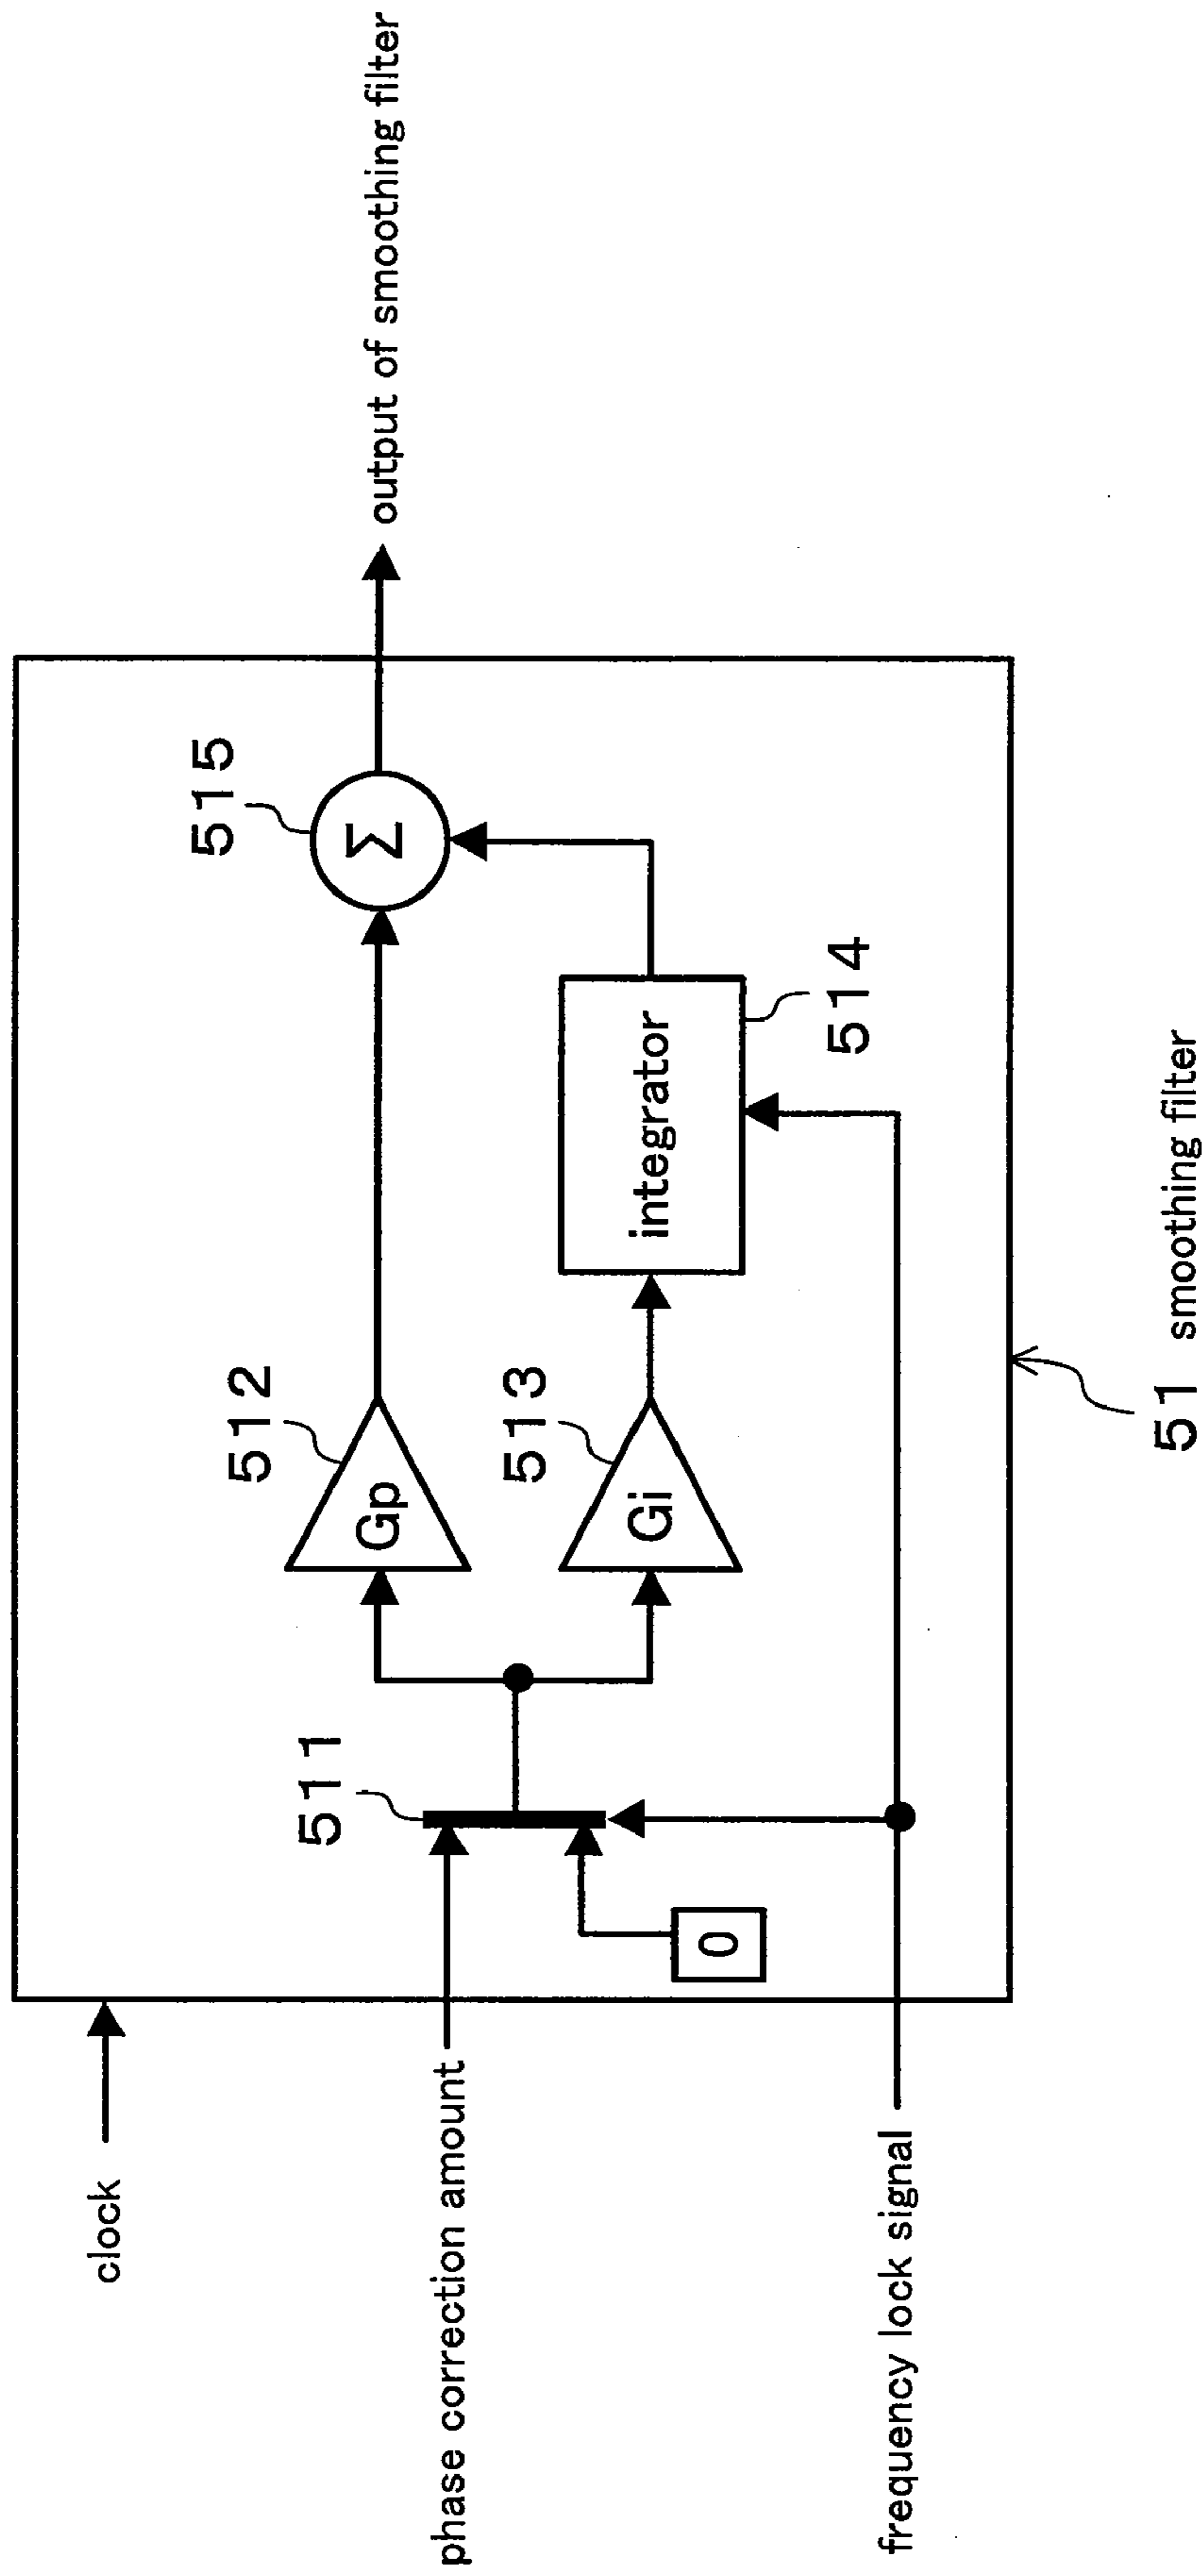 clock
phase correction amount
frequency lock signal
511
0
512
Gp
513
Gi
integrator
514
515
Σ
output of smoothing filter
51 smoothing filter